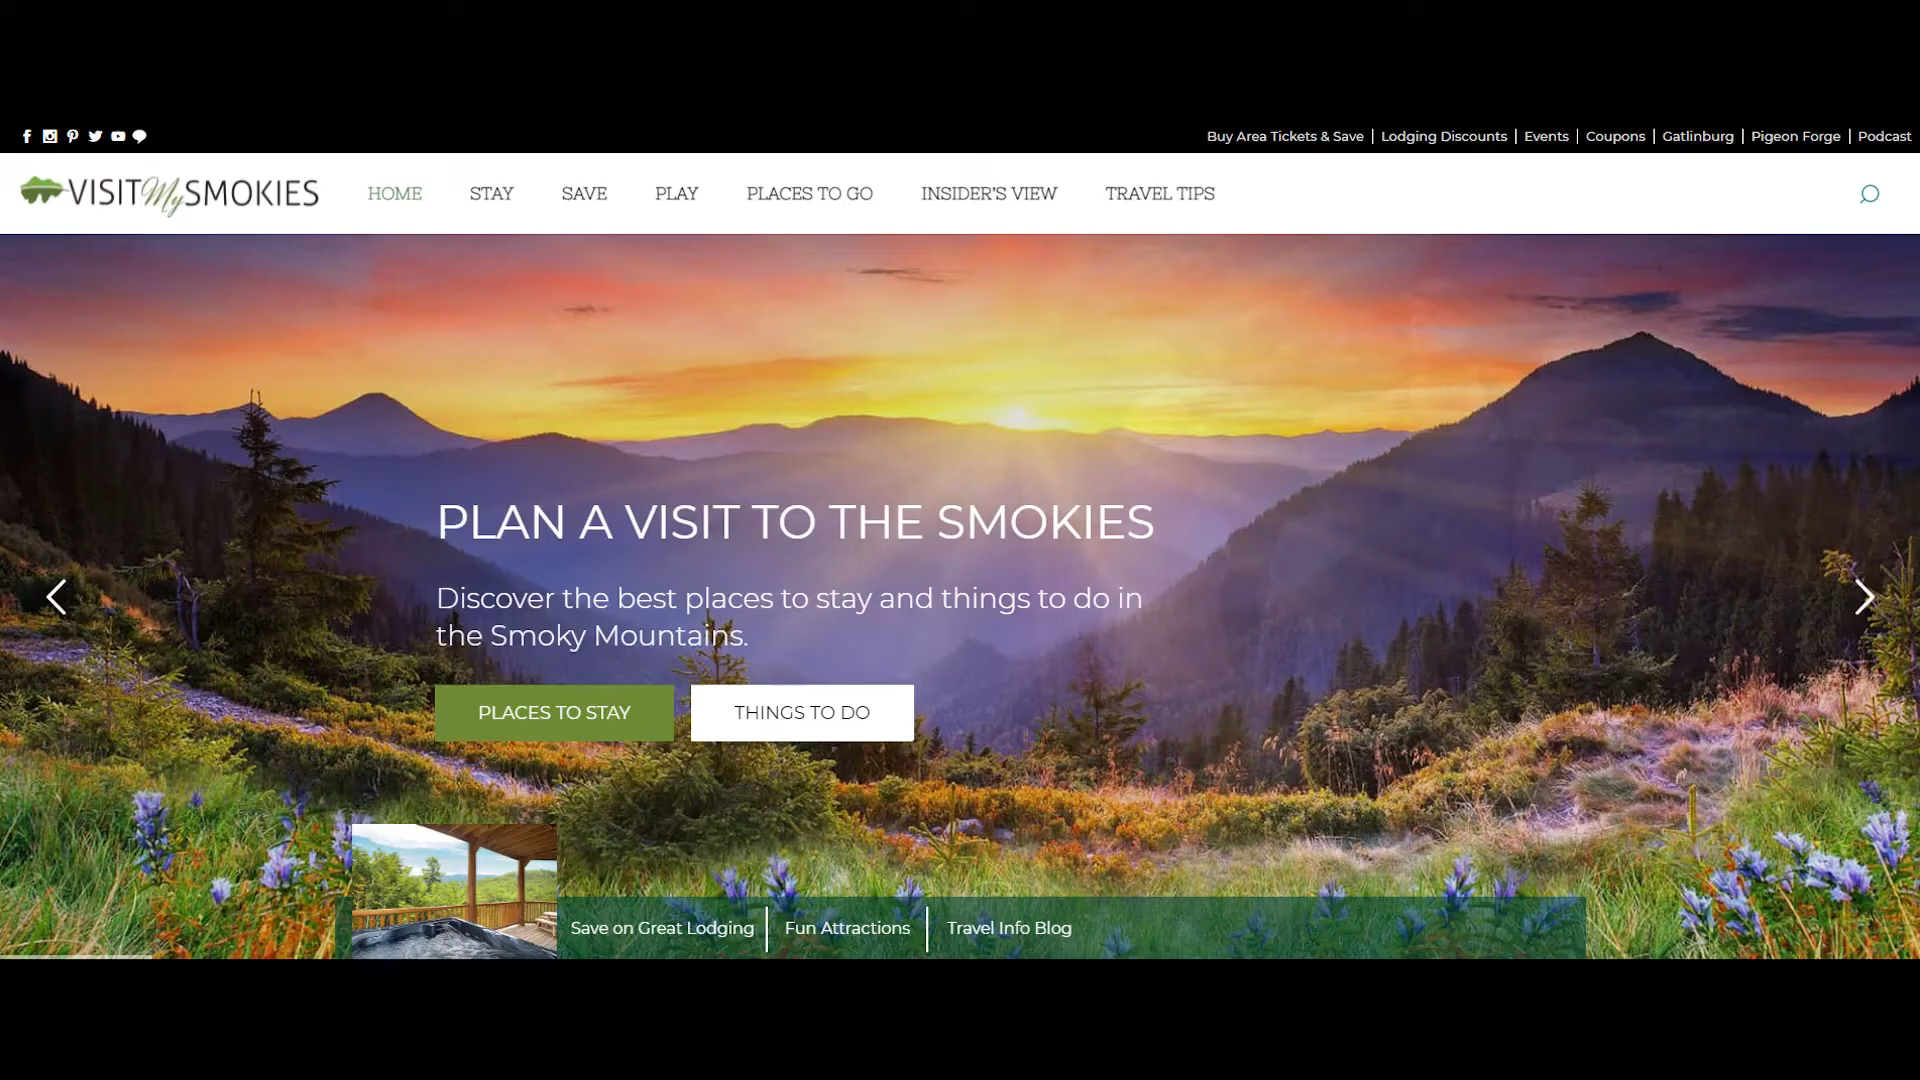 Buy Area Tickets & Save | Lodging Discounts | Events | Coupons | Gatlinburg | Pigeon Forge | Podcast
VISIT My SMOKIES
HOME STAY SAVE PLAY PLACES TO GO INSIDER'S VIEW TRAVEL TIPS
PLAN A VISIT TO THE SMOKIES
Discover the best places to stay and things to do in
the Smoky Mountains.
PLACES TO STAY THINGS TO DO
Save on Great Lodging | Fun Attractions | Travel Info Blog